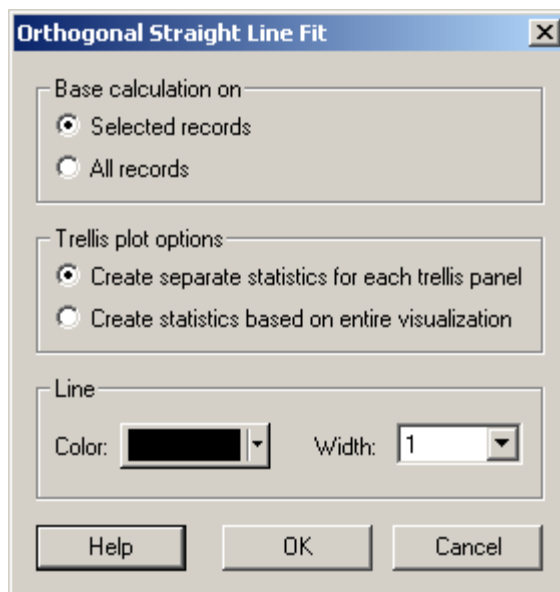 Orthogonal Straight Line Fit
Base calculation on
Selected records
All records
Trellis plot options
Create separate statistics for each trellis panel
Create statistics based on entire visualization
Line
Color: Width: 1
Help OK Cancel